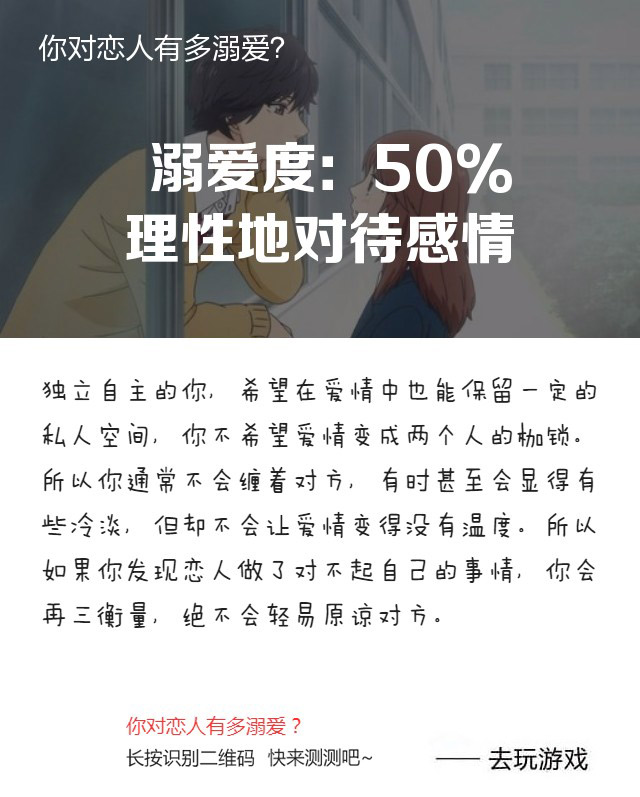 你对恋人有多溺爱?
溺爱度: 50%
理性地对待感情
独立自主的你, 希望在爱情中也能保留一定的
私人空间, 你不希望爱情变成两个人的枷锁。
所以你通常不会缠着对方, 有时甚至会显得有
些冷淡, 但却不会让爱情变得没有温度。所以
如果你发现恋人做了对不起自己的事情, 你会
再三衡量, 绝不会轻易原谅对方。
你对恋人有多溺爱？
长按识别二维码 快来测测吧~
—— 去玩游戏